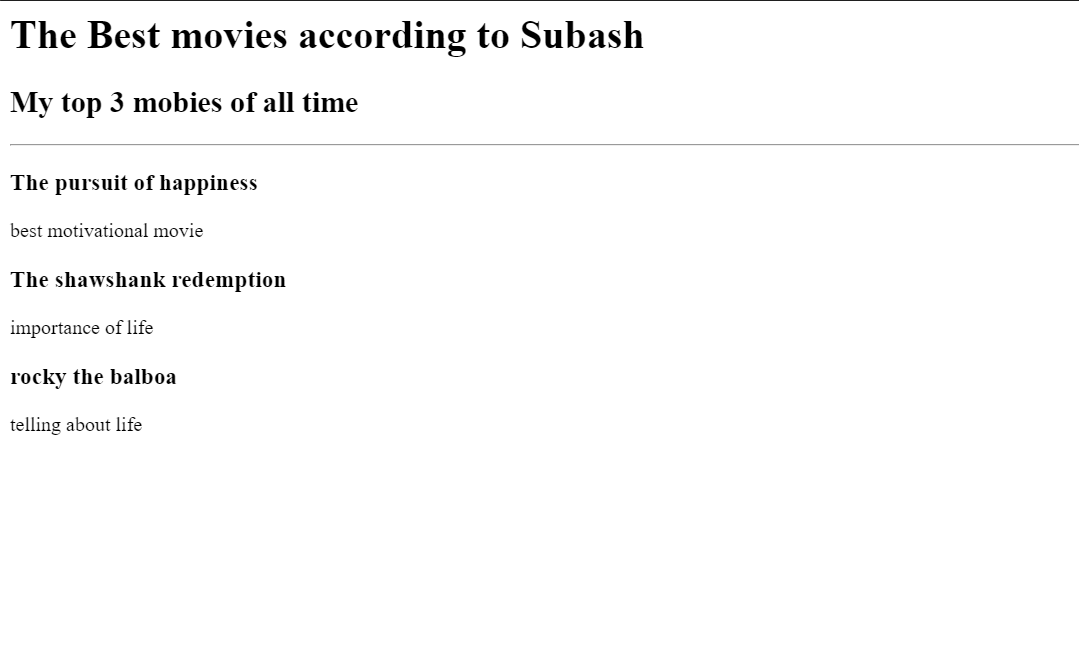 The Best movies according to Subash
My top 3 mobies of all time
The pursuit of happiness
best motivational movie
The shawshank redemption
importance of life
rocky the balboa
telling about life